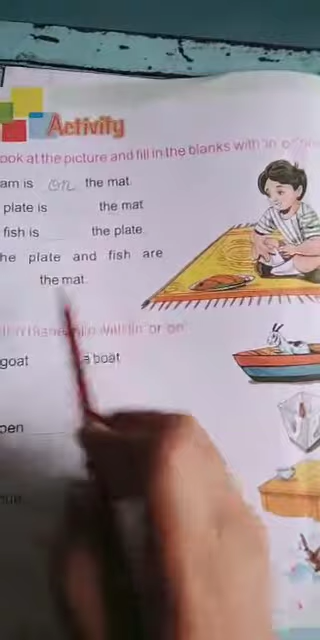 Activity
ook at the picture and fill in the blanks with 'in' or
am is on the mat.
plate is the mat
fish is the plate.
he plate and fish are
the mat.
goat a boat
pen